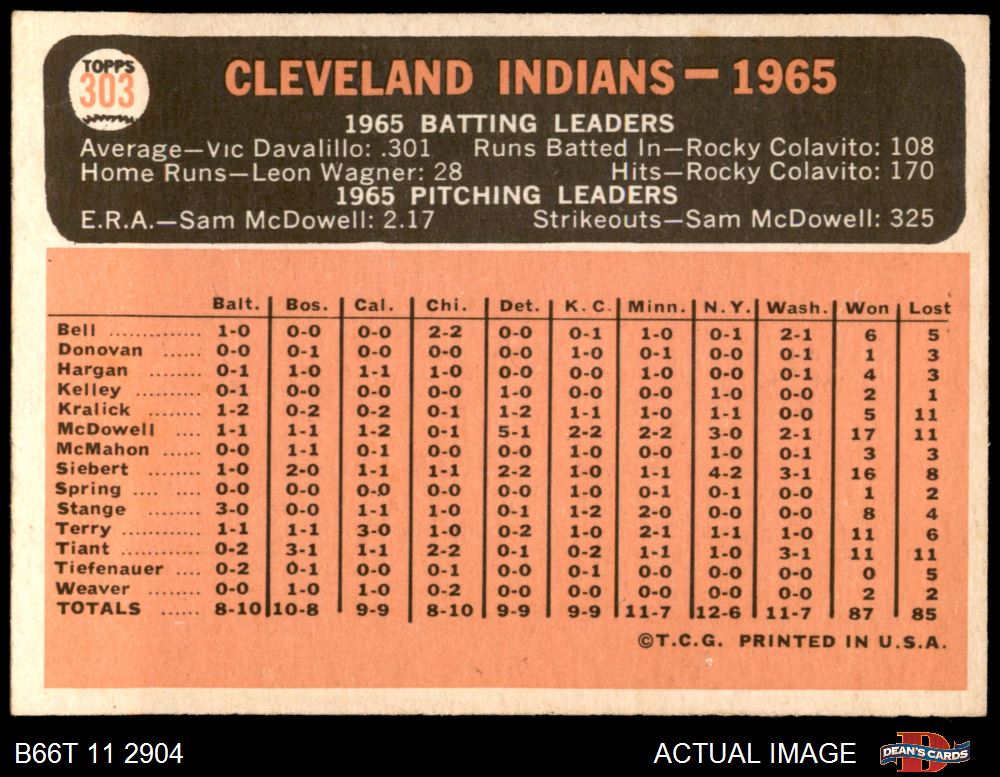 TOPPS
303
CLEVELAND INDIANS — 1965
1965 BATTING LEADERS
Average—Vic Davalillo: .301 Runs Batted In—Rocky Colavito: 108
Home Runs—Leon Wagner: 28 Hits—Rocky Colavito: 170
1965 PITCHING LEADERS
E.R.A.—Sam McDowell: 2.17 Strikeouts—Sam McDowell: 325
Balt. Bos. Cal. Chi. Det. K. C. Minn. N.Y. Wash. Won Lost
Bell .............. 1-0 0-0 0-0 2-2 0-0 0-1 1-0 0-1 2-1 6 5
Donovan ...... 0-0 0-1 0-0 0-0 0-0 1-0 0-1 0-0 0-1 1 3
Hargan ........ 0-1 1-0 1-1 1-0 0-0 0-0 1-0 0-0 0-1 4 3
Kelley .......... 0-1 0-0 0-0 0-0 1-0 0-0 0-0 1-0 0-0 2 1
Kralick ........ 1-2 0-2 0-2 0-1 1-2 1-1 1-0 1-1 0-0 5 11
McDowell .... 1-1 1-1 1-2 0-1 5-1 2-2 2-2 3-0 2-1 17 11
McMahon .... 0-0 1-1 0-1 0-0 0-0 1-0 0-0 1-0 0-0 3 3
Siebert ........ 1-0 2-0 1-1 1-1 2-2 1-0 1-1 4-2 3-1 16 8
Spring .... .... 0-0 0-0 0-0 0-0 0-0 1-0 0-1 0-1 0-0 1 2
Stange ........ 3-0 0-0 1-1 1-0 0-1 1-2 2-0 0-0 0-0 8 4
Terry ............ 1-1 1-1 3-0 1-0 0-2 1-0 2-1 1-1 1-0 11 6
Tiant ............ 0-2 3-1 1-1 2-2 0-1 0-2 1-1 1-0 3-1 11 11
Tiefenauer .... 0-2 0-1 0-0 0-1 0-0 0-1 0-0 0-0 0-0 0 5
Weaver ........ 0-0 1-0 1-0 0-2 0-0 0-0 0-0 0-0 0-0 2 2
TOTALS ...... 8-10 10-8 9-9 8-10 9-9 9-9 11-7 12-6 11-7 87 85
©T.C.G. PRINTED IN U.S.A.
B66T 11 2904 ACTUAL IMAGE DEAN'S CARDS